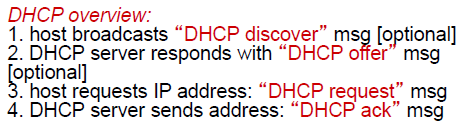 DHCP overview:
1. host broadcasts “DHCP discover” msg [optional]
2. DHCP server responds with “DHCP offer” msg
[optional]
3. host requests IP address: “DHCP request” msg
4. DHCP server sends address: “DHCP ack” msg